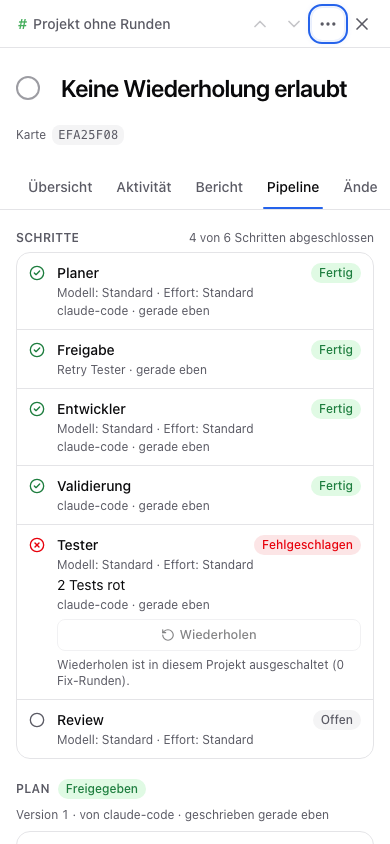 # Projekt ohne Runden
Keine Wiederholung erlaubt
Karte EFA25F08
Übersicht Aktivität Bericht Pipeline Ände
SCHRITTE 4 von 6 Schritten abgeschlossen
Planer Fertig
Modell: Standard · Effort: Standard
claude-code · gerade eben
Freigabe Fertig
Retry Tester · gerade eben
Entwickler Fertig
Modell: Standard · Effort: Standard
claude-code · gerade eben
Validierung Fertig
claude-code · gerade eben
Tester Fehlgeschlagen
Modell: Standard · Effort: Standard
2 Tests rot
claude-code · gerade eben
Wiederholen
Wiederholen ist in diesem Projekt ausgeschaltet (0
Fix-Runden).
Review Offen
Modell: Standard · Effort: Standard
PLAN Freigegeben
Version 1 · von claude-code · geschrieben gerade eben